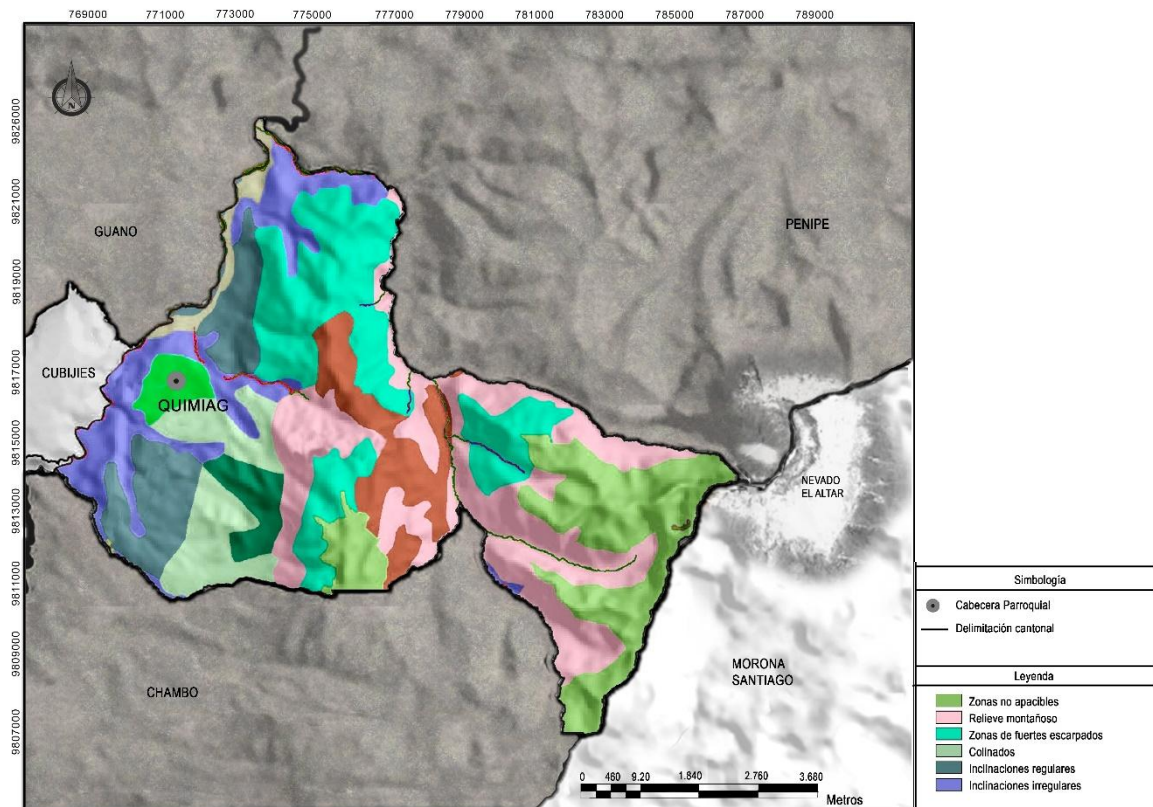 769000 771000 773000 775000 777000 779000 781000 783000 785000 787000 789000
9826000
9821000
9819000
9817000
9815000
9813000
9811000
9809000
9807000
N
GUANO
PENIPE
CUBIJIES
QUIMIAG
NEVADO
EL ALTAR
CHAMBO
MORONA
SANTIAGO
0 460 9.20 1.840 2.760 3.680
Metros
Simbología
Cabecera Parroquial
Delimitación cantonal
Leyenda
Zonas no apacibles
Relieve montañoso
Zonas de fuertes escarpados
Colinados
Inclinaciones regulares
Inclinaciones irregulares